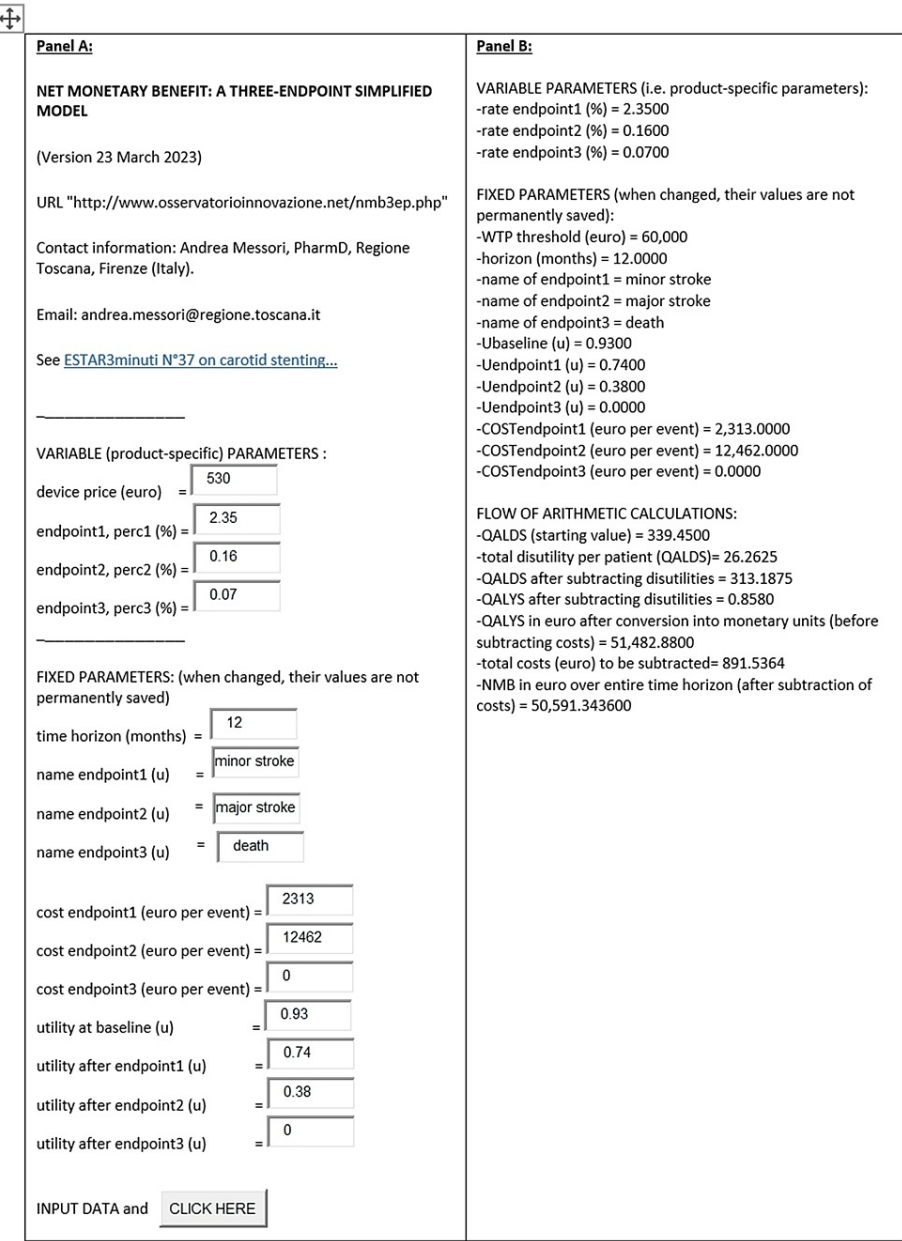 Panel A:
NET MONETARY BENEFIT: A THREE-ENDPOINT SIMPLIFIED
MODEL
(Version 23 March 2023)
URL "http://www.osservatorioinnovazione.net/nmb3ep.php"
Contact information: Andrea Messori, PharmD, Regione
Toscana, Firenze (Italy).
Email: andrea.messori@regione.toscana.it
See ESTAR3minuti N°37 on carotid stenting...
VARIABLE (product-specific) PARAMETERS :
device price (euro) = 530
endpoint1, perc1 (%) = 2.35
endpoint2, perc2 (%) = 0.16
endpoint3, perc3 (%) = 0.07
FIXED PARAMETERS: (when changed, their values are not
permanently saved)
time horizon (months) = 12
name endpoint1 (u) = minor stroke
name endpoint2 (u) = major stroke
name endpoint3 (u) = death
cost endpoint1 (euro per event) = 2313
cost endpoint2 (euro per event) = 12462
cost endpoint3 (euro per event) = 0
utility at baseline (u) = 0.93
utility after endpoint1 (u) = 0.74
utility after endpoint2 (u) = 0.38
utility after endpoint3 (u) = 0
INPUT DATA and CLICK HERE
Panel B:
VARIABLE PARAMETERS (i.e. product-specific parameters):
-rate endpoint1 (%) = 2.3500
-rate endpoint2 (%) = 0.1600
-rate endpoint3 (%) = 0.0700
FIXED PARAMETERS (when changed, their values are not
permanently saved):
-WTP threshold (euro) = 60,000
-horizon (months) = 12.0000
-name of endpoint1 = minor stroke
-name of endpoint2 = major stroke
-name of endpoint3 = death
-Ubaseline (u) = 0.9300
-Uendpoint1 (u) = 0.7400
-Uendpoint2 (u) = 0.3800
-Uendpoint3 (u) = 0.0000
-COSTendpoint1 (euro per event) = 2,313.0000
-COSTendpoint2 (euro per event) = 12,462.0000
-COSTendpoint3 (euro per event) = 0.0000
FLOW OF ARITHMETIC CALCULATIONS:
-QALDS (starting value) = 339.4500
-total disutility per patient (QALDS)= 26.2625
-QALDS after subtracting disutilities = 313.1875
-QALYS after subtracting disutilities = 0.8580
-QALYS in euro after conversion into monetary units (before
subtracting costs) = 51,482.8800
-total costs (euro) to be subtracted= 891.5364
-NMB in euro over entire time horizon (after subtraction of
costs) = 50,591.343600